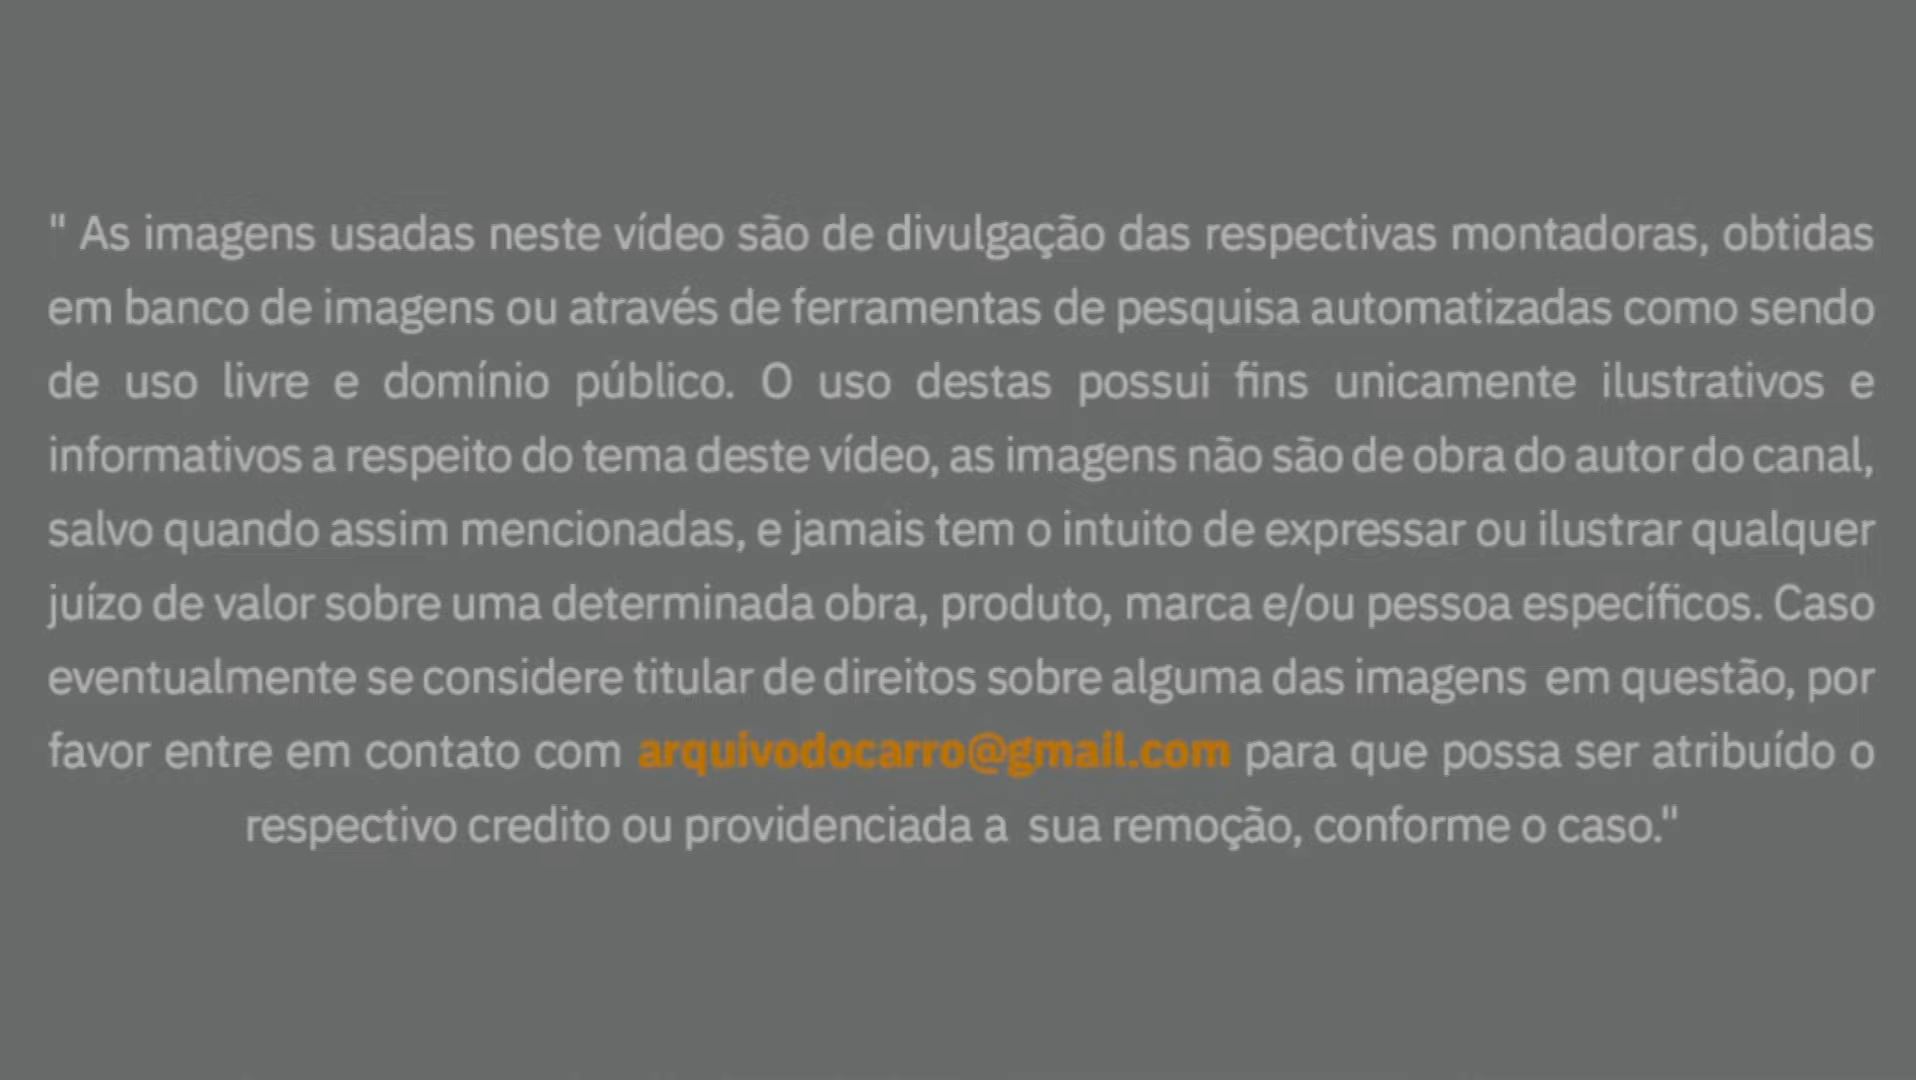 " As imagens usadas neste vídeo são de divulgação das respectivas montadoras, obtidas
em banco de imagens ou através de ferramentas de pesquisa automatizadas como sendo
de uso livre e domínio público. O uso destas possui fins unicamente ilustrativos e
informativos a respeito do tema deste vídeo, as imagens não são de obra do autor do canal,
salvo quando assim mencionadas, e jamais tem o intuito de expressar ou ilustrar qualquer
juízo de valor sobre uma determinada obra, produto, marca e/ou pessoa específicos. Caso
eventualmente se considere titular de direitos sobre alguma das imagens em questão, por
favor entre em contato com arquivodocarro@gmail.com para que possa ser atribuído o
respectivo credito ou providenciada a sua remoção, conforme o caso."